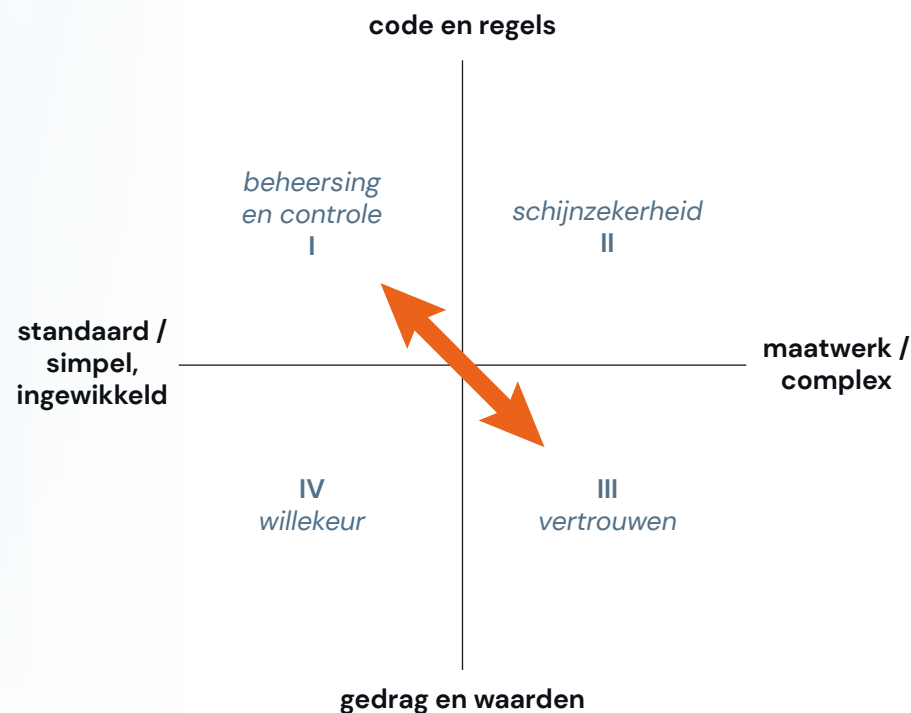 code en regels
beheersing
en controle
I
schijnzekerheid
II
standaard /
simpel,
ingewikkeld
maatwerk /
complex
IV
willekeur
III
vertrouwen
gedrag en waarden